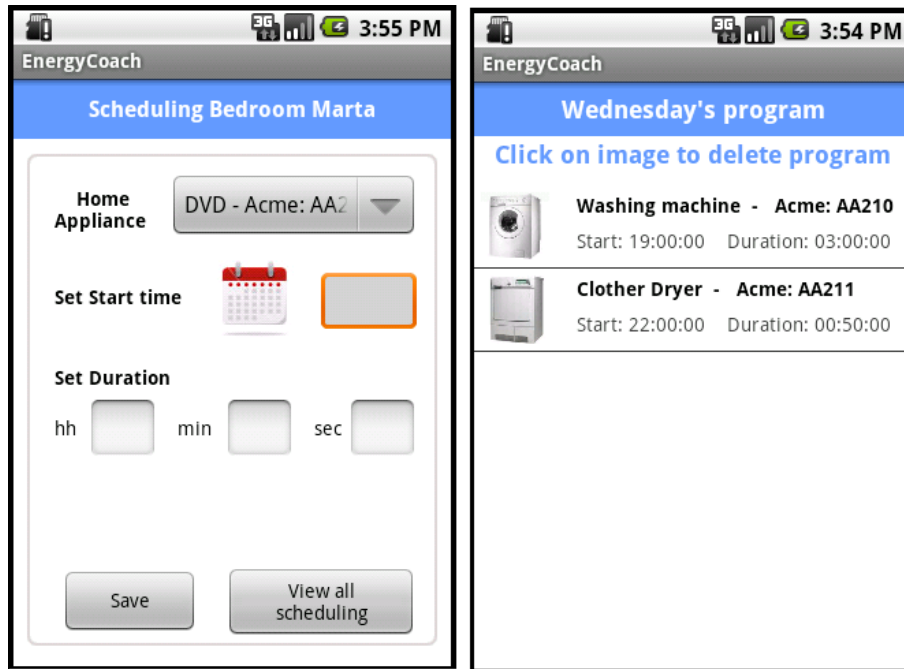 3G 3:55 PM
EnergyCoach
Scheduling Bedroom Marta
Home
Appliance
DVD - Acme: AA2
Set Start time
Set Duration
hh min sec
Save
View all
scheduling
3G 3:54 PM
EnergyCoach
Wednesday's program
Click on image to delete program
Washing machine - Acme: AA210
Start: 19:00:00 Duration: 03:00:00
Clother Dryer - Acme: AA211
Start: 22:00:00 Duration: 00:50:00